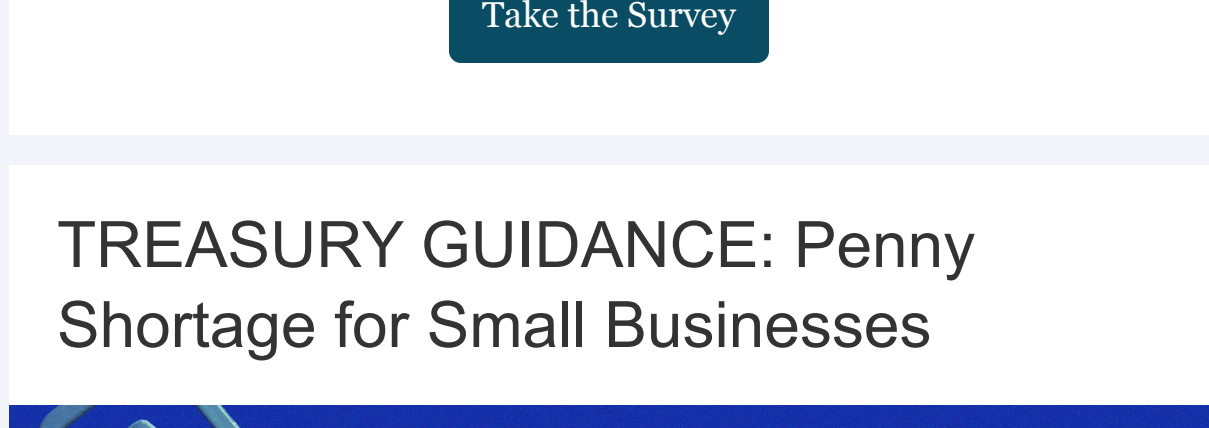 Take the Survey
TREASURY GUIDANCE: Penny
Shortage for Small Businesses